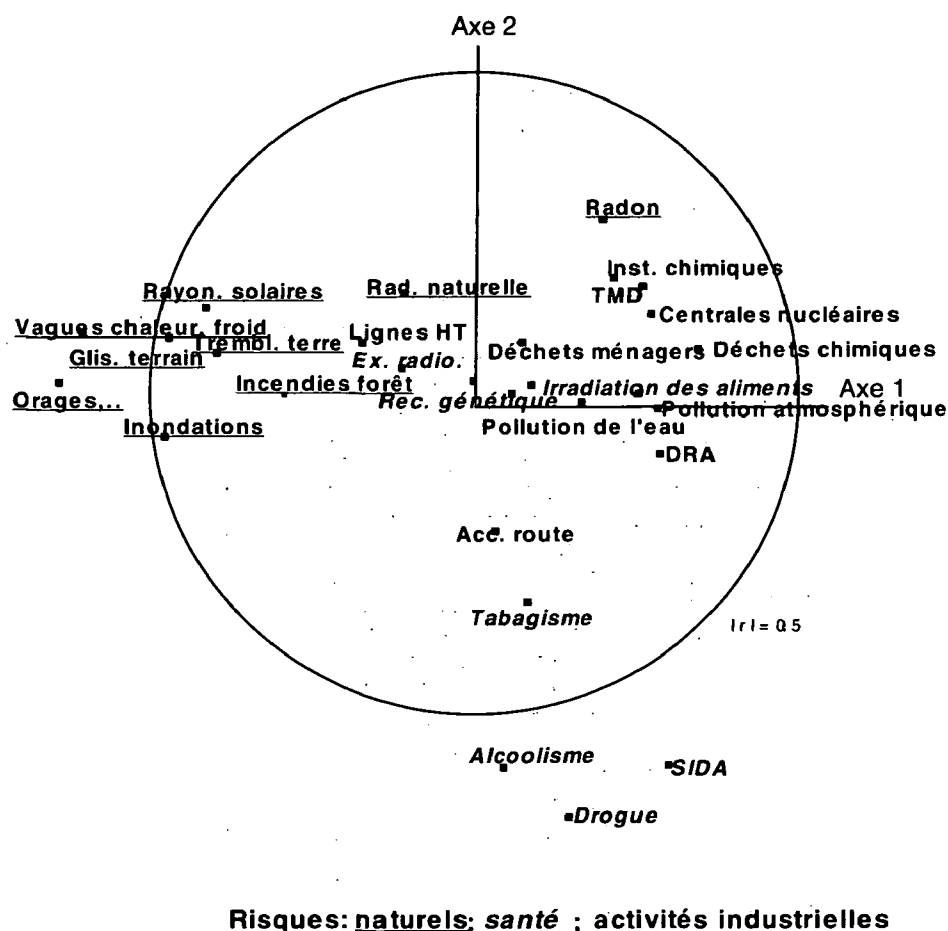 Axe 2
Radon
Inst. chimiques
Rayon. solaires
Rad. naturelle
TMD
Centrales nucléaires
Vagues chaleur, froid
Lignes HT
Trembl. terre
Déchets ménagers
Déchets chimiques
Glis. terrain
Ex. radio.
Incendies forêt
Irradiation des aliments
Axe 1
Orages,..
Rec. génétique
Pollution atmosphérique
Inondations
Pollution de l'eau
DRA
Acc. route
Tabagisme
|r|= 0.5
Alcoolisme
SIDA
Drogue
Risques: naturels; santé ; activités industrielles